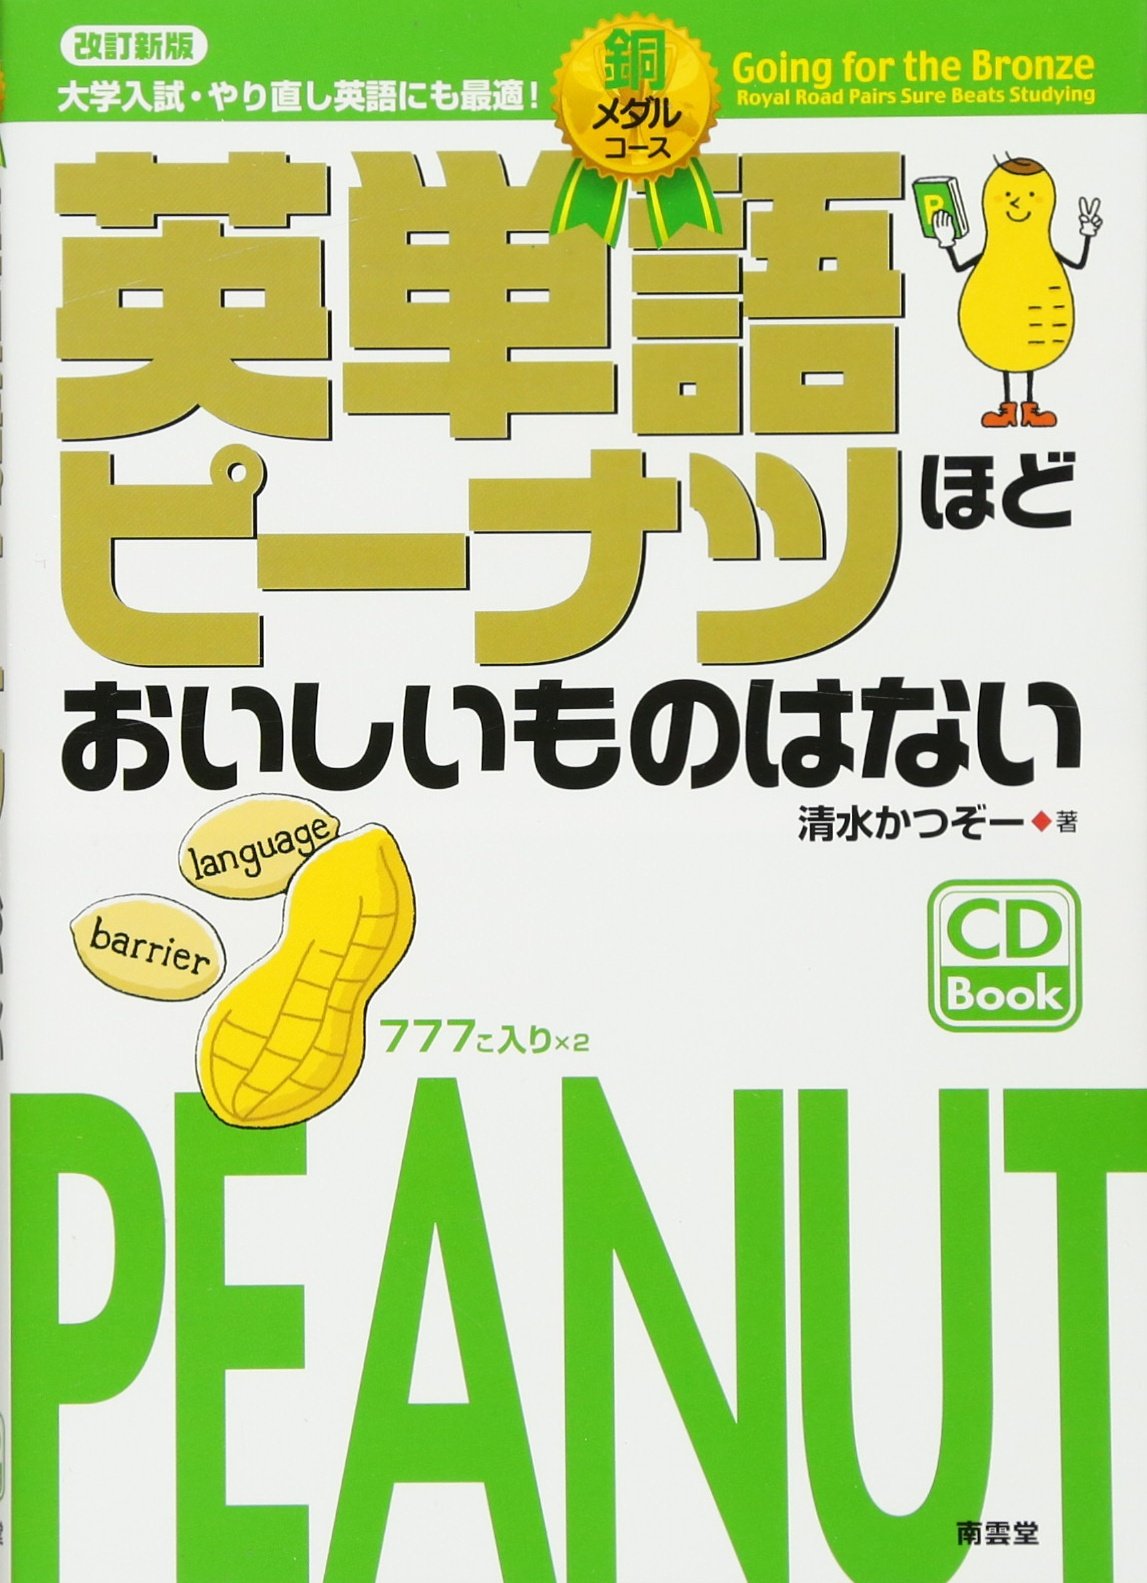 改訂新版
大学入試・やり直し英語にも最適!
銅
メダル
コース
Going for the Bronze
Royal Road Pairs Sure Beats Studying
P
英単語
ピーナツほど
おいしいものはない
清水かつぞー◆著
language
barrier
777こ入り×2
CD
Book
PEANUT
南雲堂